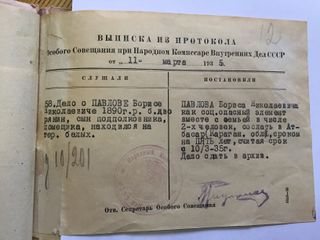 12
ВЫПИСКА ИЗ ПРОТОКОЛА
Особого Совещания при Народном Комиссаре Внутренних Дел СССР
от „ 11 " марта 1935.
СЛУШАЛИ
ПОСТАНОВИЛИ
58. Дело о ПАВЛОВЕ Борисе
Николаевиче 1890г.р. б.дво
рянин, сын подполковника,
помещика, находился на
тер. белых.
ПАВЛОВА Бориса Николаевича
как соц.опасный элемент
вместе с семьей в числе
2-х человек, сослать в Ат-
басар (Караган. обл), сроком
на ПЯТЬ ЛЕТ, считая срок
с 10/3-35г.
Дело сдать в архив.
Отв. Секретарь Особого Совещания